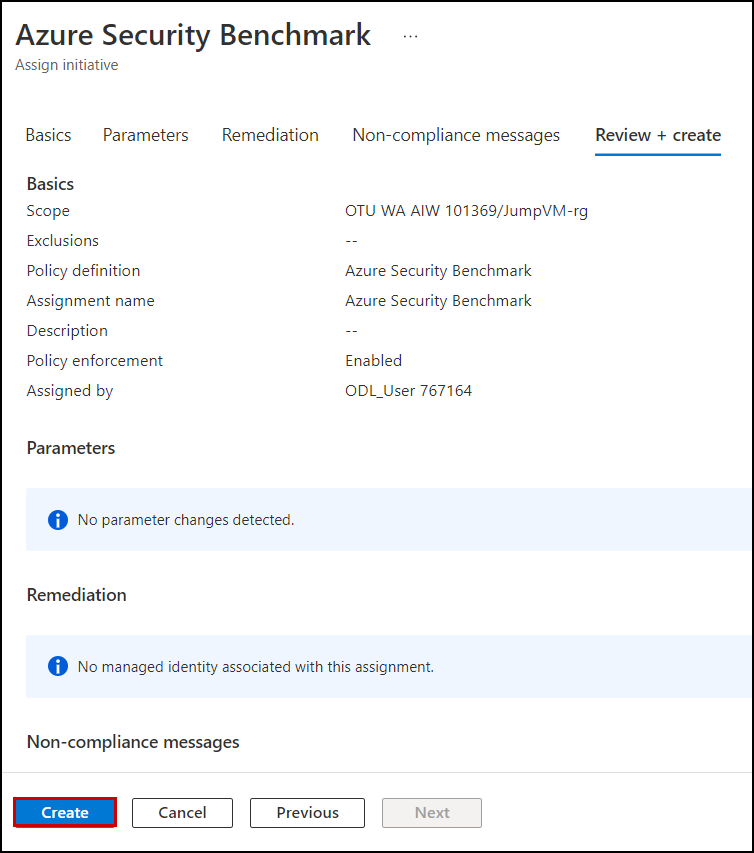 Azure Security Benchmark ...
Assign initiative
Basics Parameters Remediation Non-compliance messages Review + create
Basics
Scope OTU WA AIW 101369/JumpVM-rg
Exclusions --
Policy definition Azure Security Benchmark
Assignment name Azure Security Benchmark
Description --
Policy enforcement Enabled
Assigned by ODL_User 767164
Parameters
No parameter changes detected.
Remediation
No managed identity associated with this assignment.
Non-compliance messages
Create Cancel Previous Next